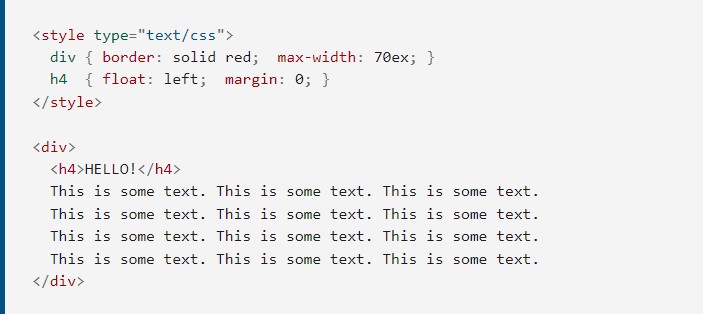 <style type="text/css">
  div { border: solid red;  max-width: 70ex; }
  h4  { float: left;  margin: 0; }
</style>

<div>
  <h4>HELLO!</h4>
  This is some text. This is some text. This is some text.
  This is some text. This is some text. This is some text.
  This is some text. This is some text. This is some text.
  This is some text. This is some text. This is some text.
</div>